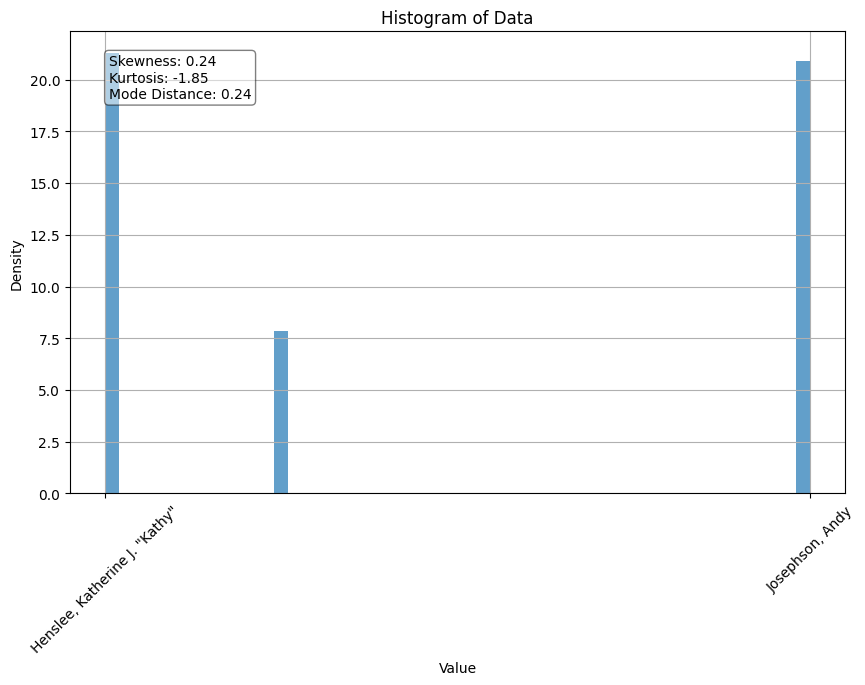 Histogram of Data
Skewness: 0.24
Kurtosis: -1.85
Mode Distance: 0.24
Density
20.0
17.5
15.0
12.5
10.0
7.5
5.0
2.5
0.0
Henslee, Katherine J. "Kathy"
Josephson, Andy
Value